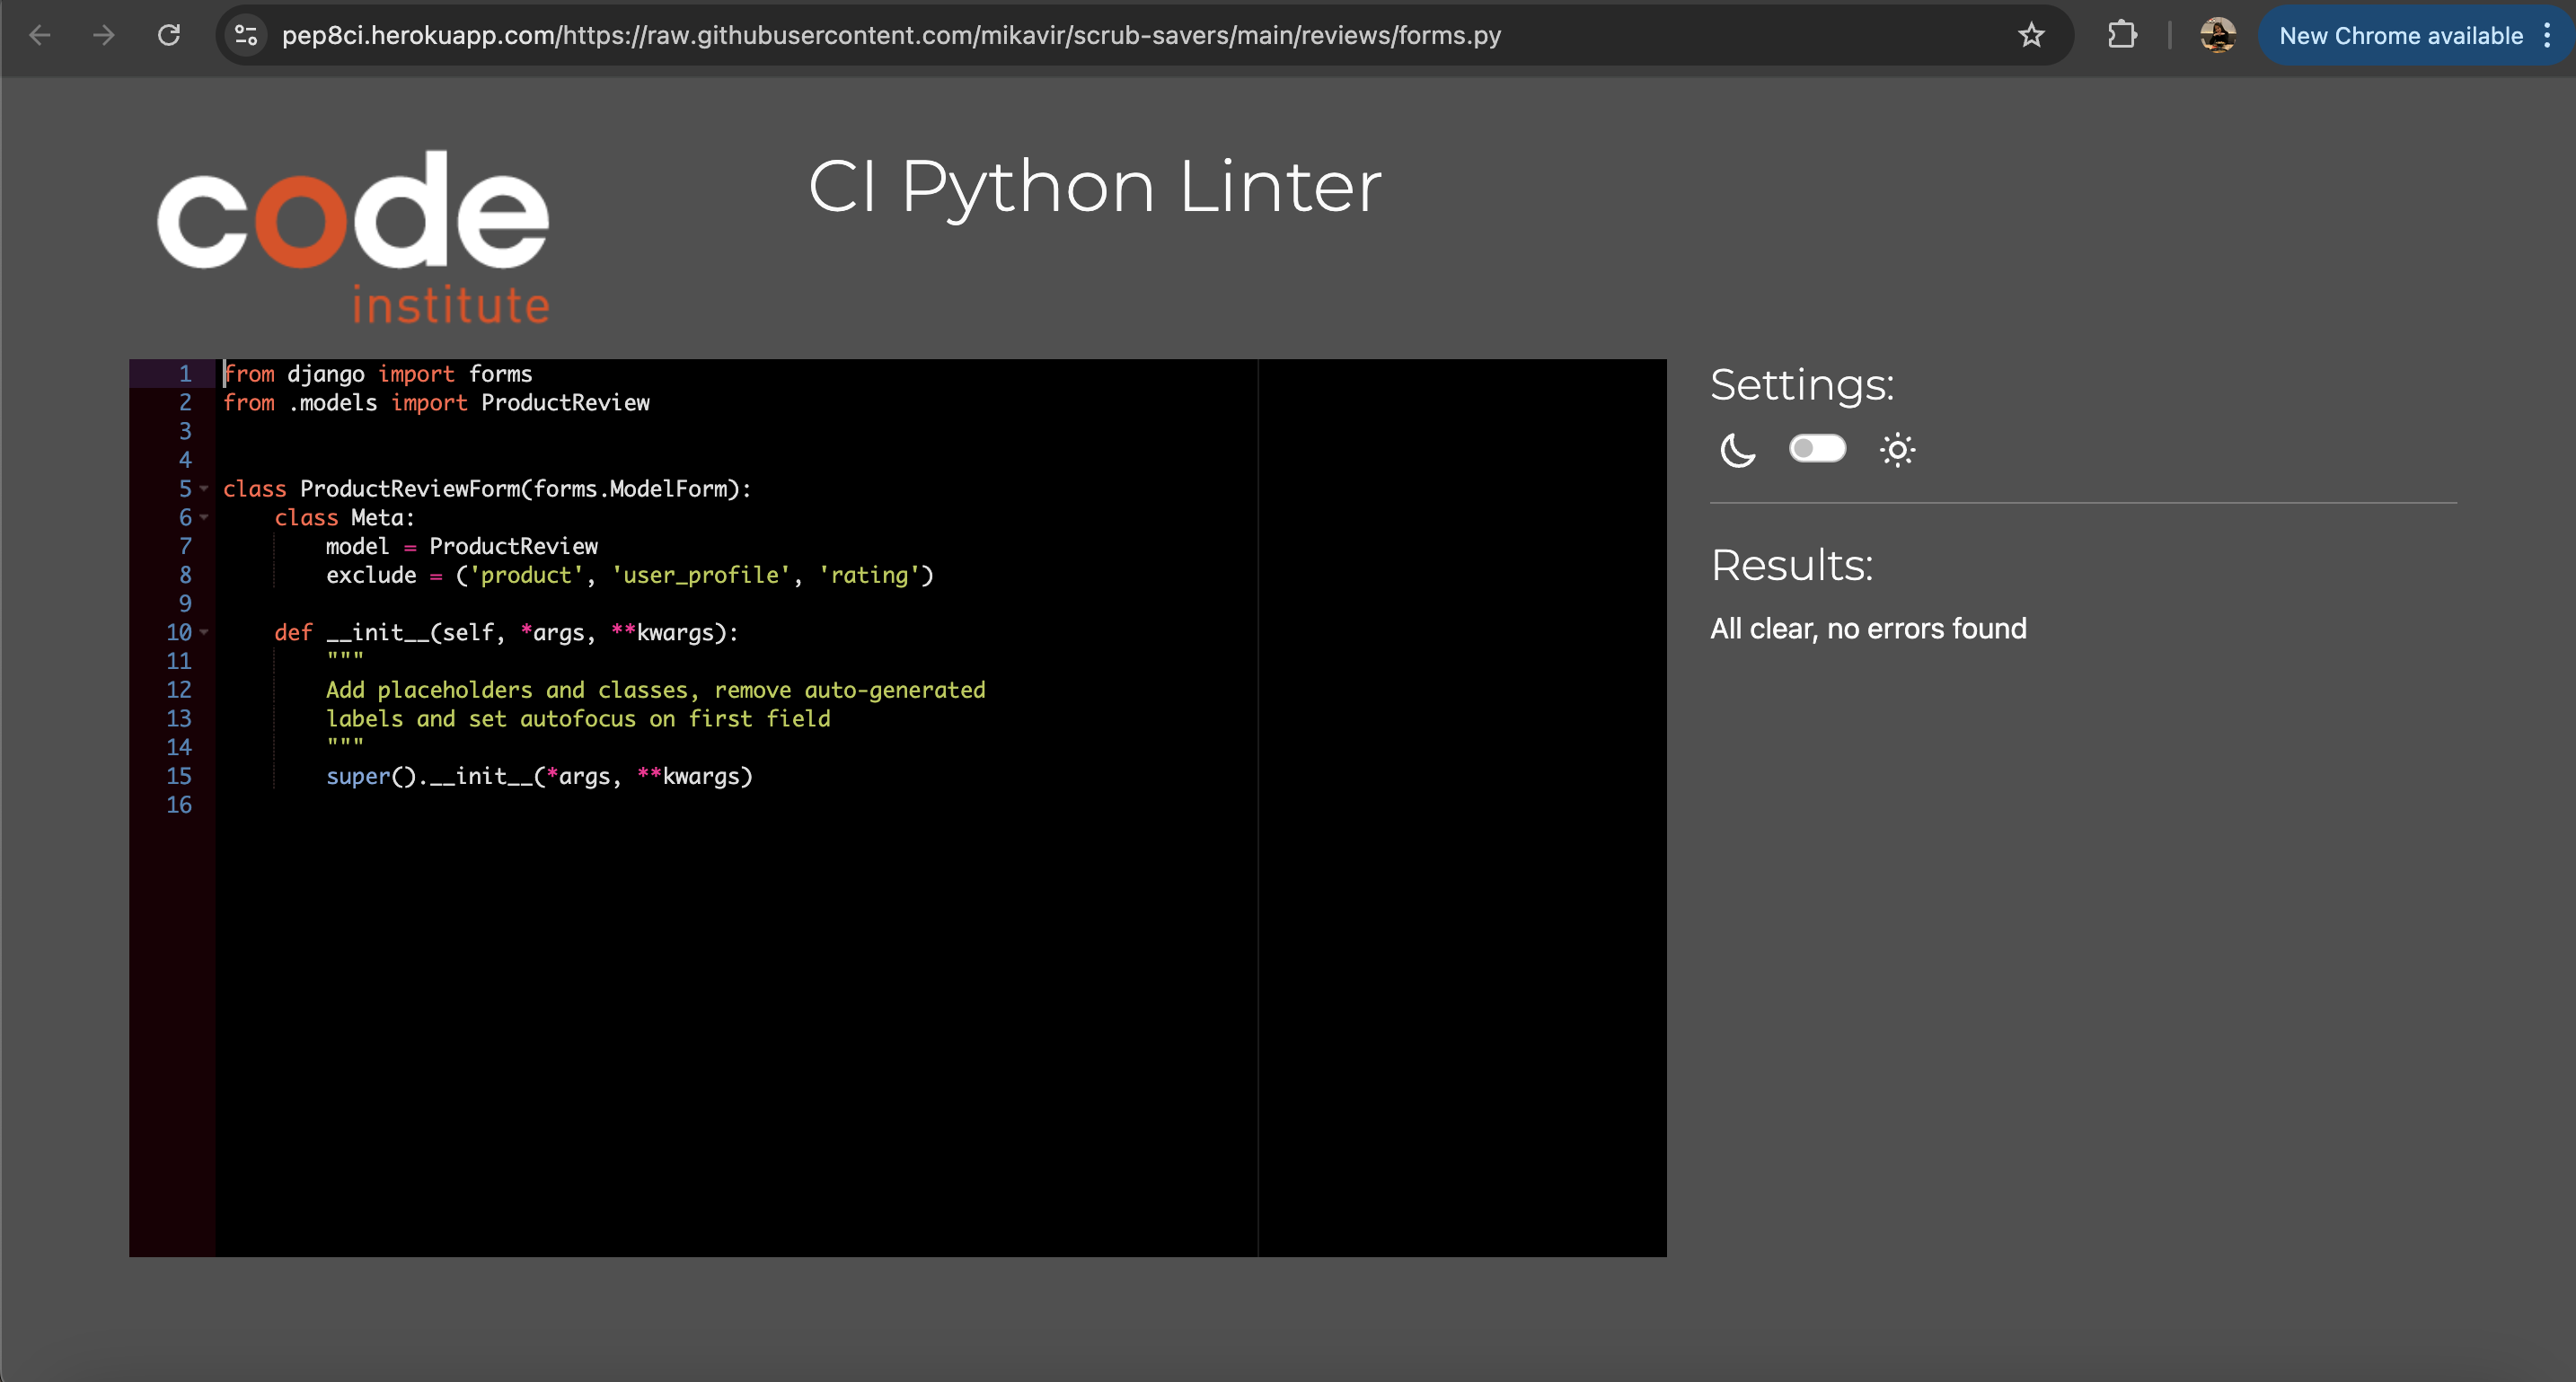 pep8ci.herokuapp.com/https://raw.githubusercontent.com/mikavir/scrub-savers/main/reviews/forms.py
New Chrome available
code
institute
CI Python Linter
1 from django import forms
2 from .models import ProductReview
3
4
5 class ProductReviewForm(forms.ModelForm):
6     class Meta:
7         model = ProductReview
8         exclude = ('product', 'user_profile', 'rating')
9
10     def __init__(self, *args, **kwargs):
11         """
12         Add placeholders and classes, remove auto-generated
13         labels and set autofocus on first field
14         """
15         super().__init__(*args, **kwargs)
16
Settings:
Results:
All clear, no errors found